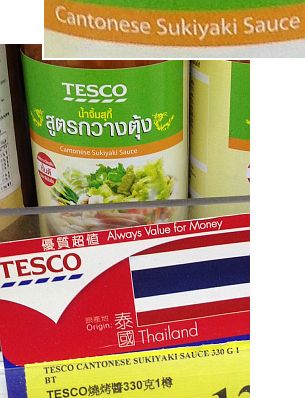 Cantonese Sukiyaki Sauce
TESCO
น้ำจิ้มสุกี้
สูตรกวางตุ้ง
Cantonese Sukiyaki Sauce
優質超值 Always Value for Money
TESCO
原產地
Origin: 泰國 Thailand
TESCO CANTONESE SUKIYAKI SAUCE 330 G 1
BT
TESCO燒烤醬330克1樽